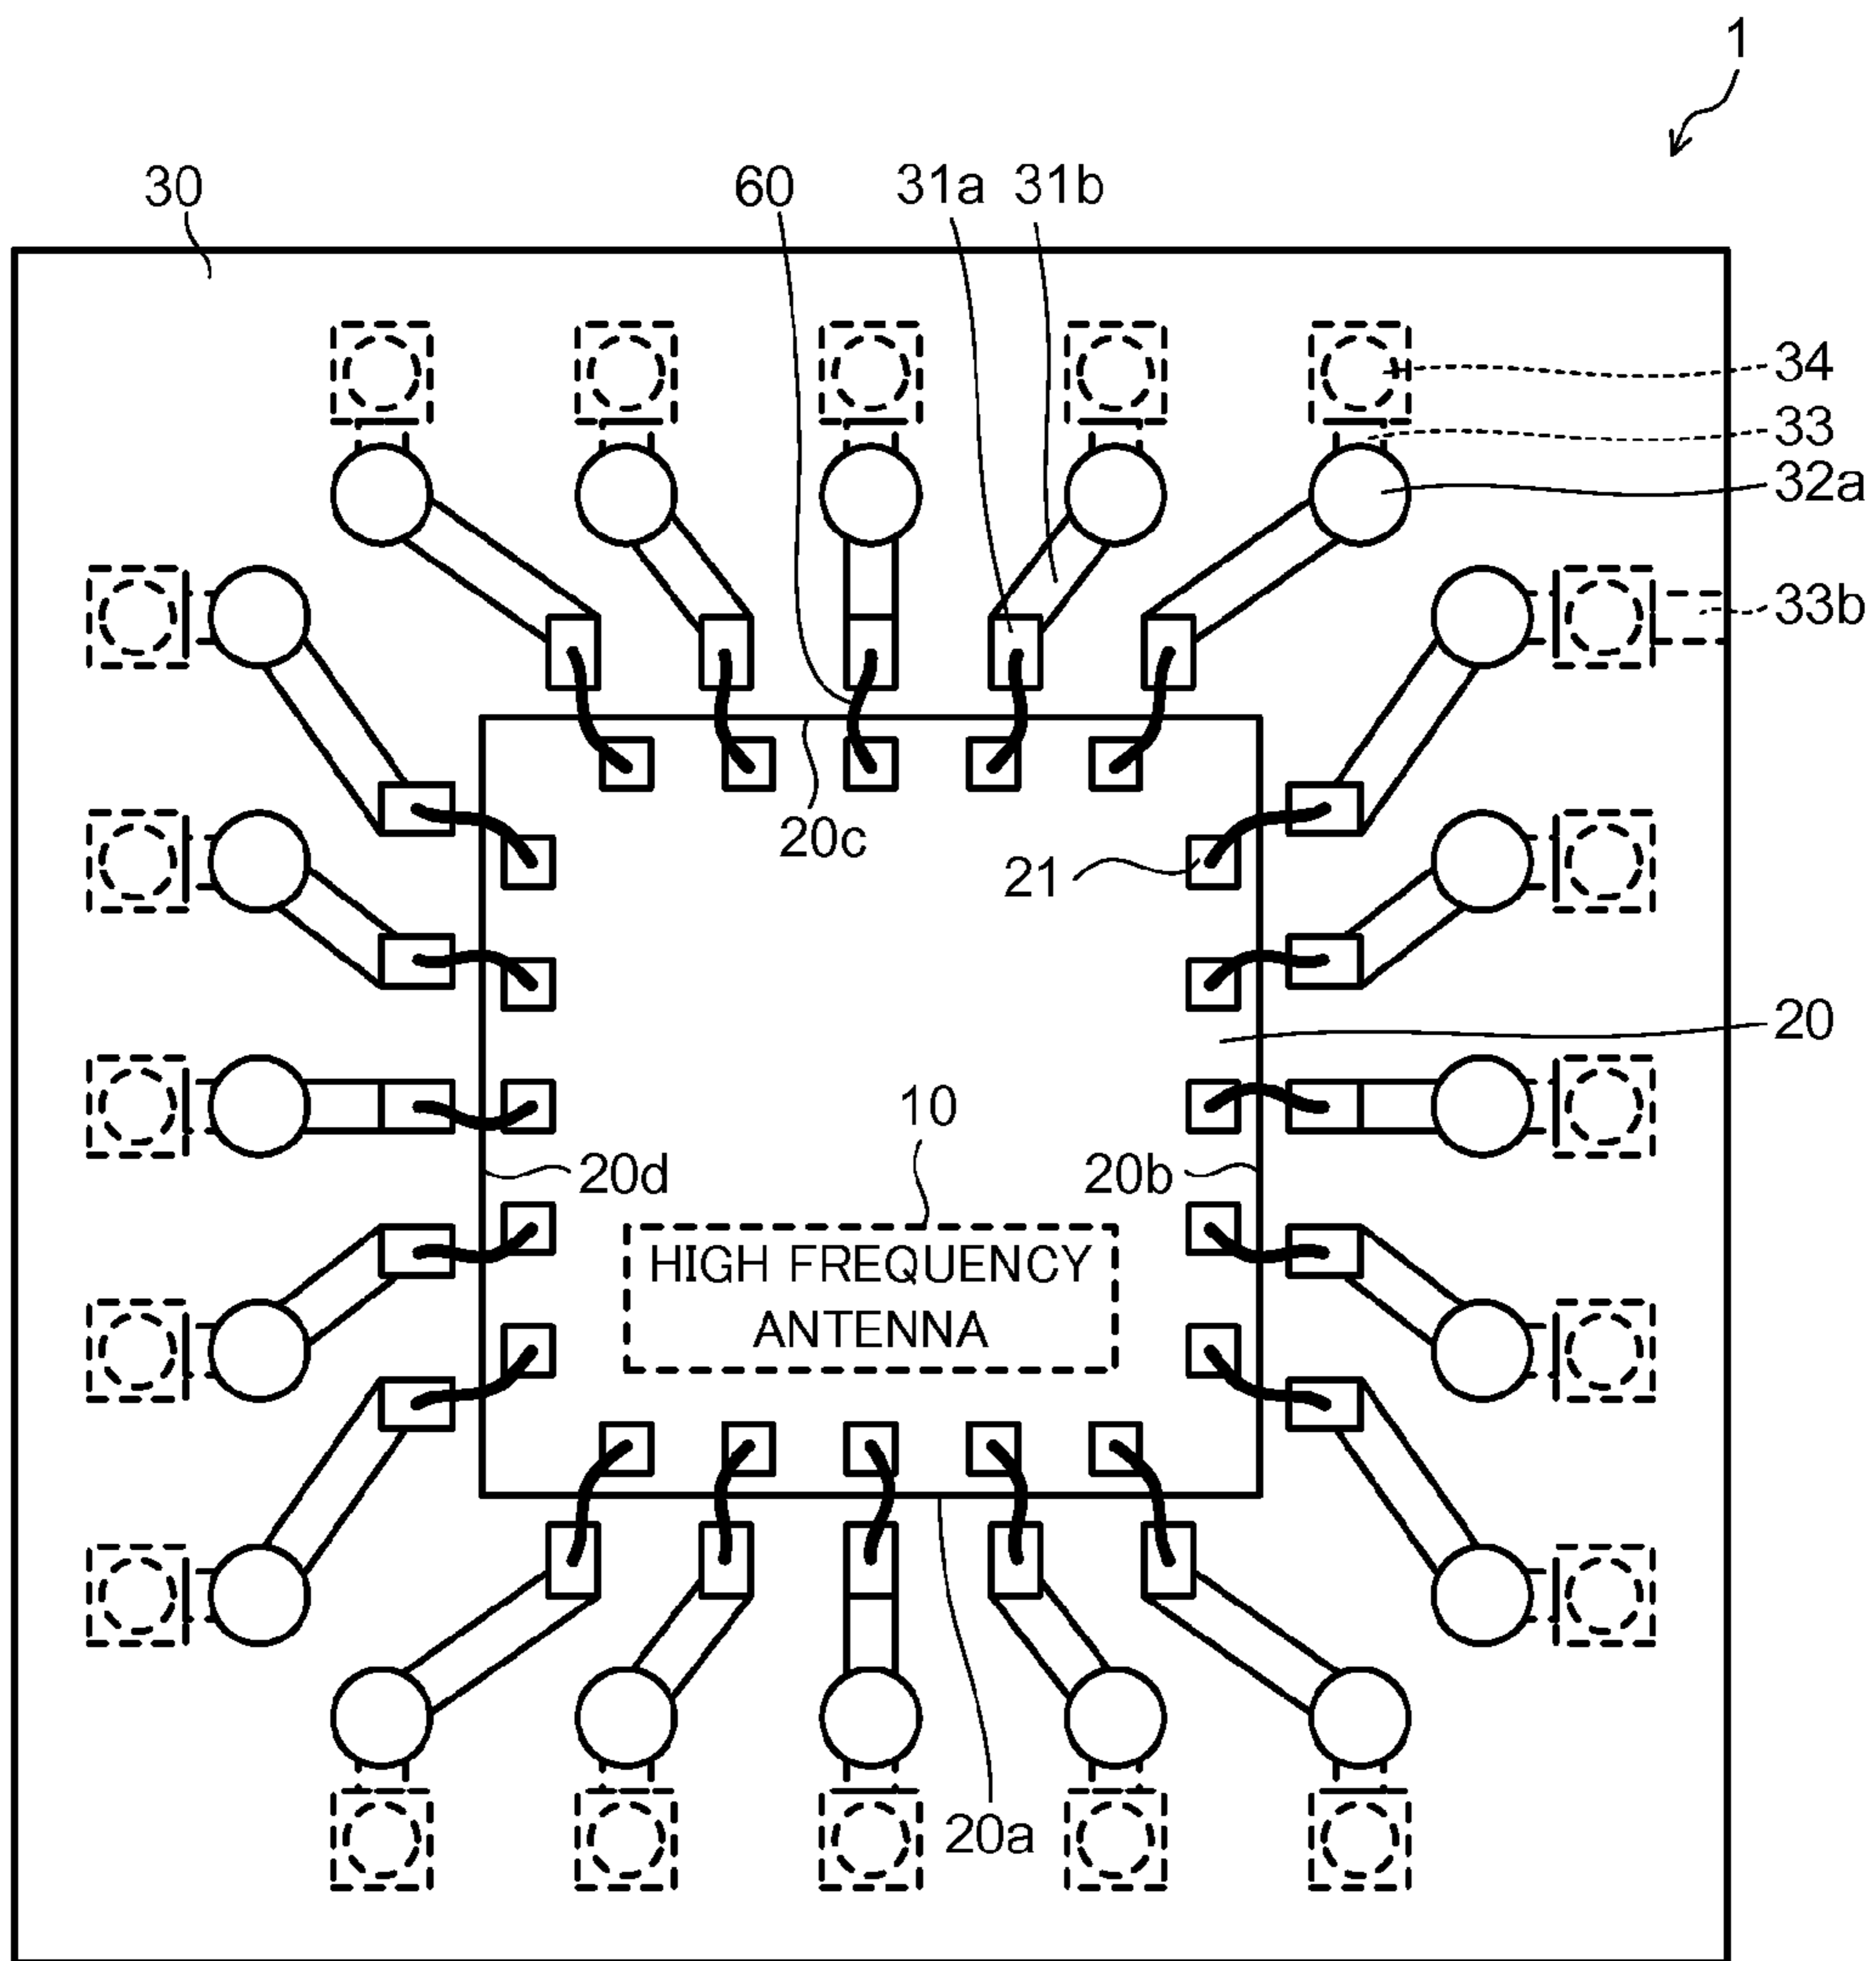 1
30
60
31a
31b
34
33
32a
33b
20c
21
20
10
20d
20b
HIGH FREQUENCY
ANTENNA
20a